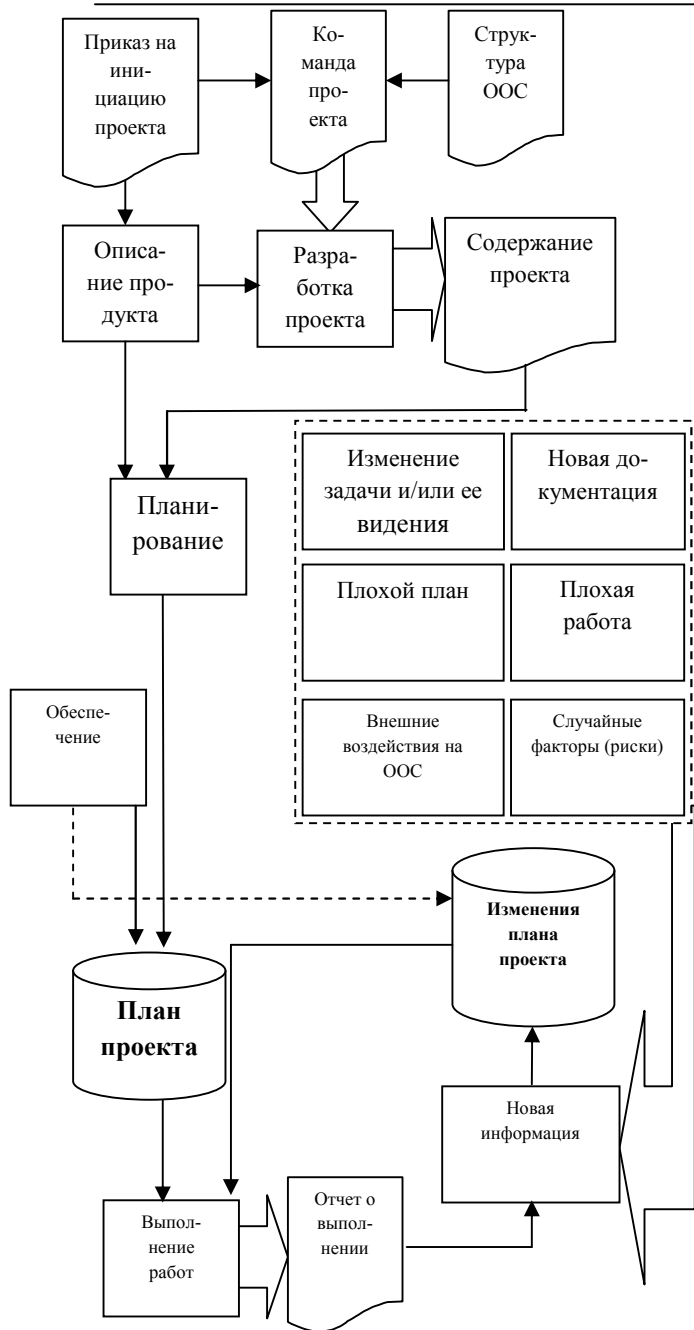 Приказ на
ини-
циацию
проекта
Ко-
манда
про-
екта
Струк-
тура
ООС
Описа-
ние про-
дукта
Разра-
ботка
проекта
Содержание
проекта
Плани-
рование
Изменение
задачи и/или ее
видения
Новая до-
кументация
Плохой план
Плохая
работа
Внешние
воздействия на
ООС
Случайные
факторы (риски)
Обеспе-
чение
Изменения
плана
проекта
План
проекта
Новая
информация
Выпол-
нение
работ
Отчет о
выпол-
нении